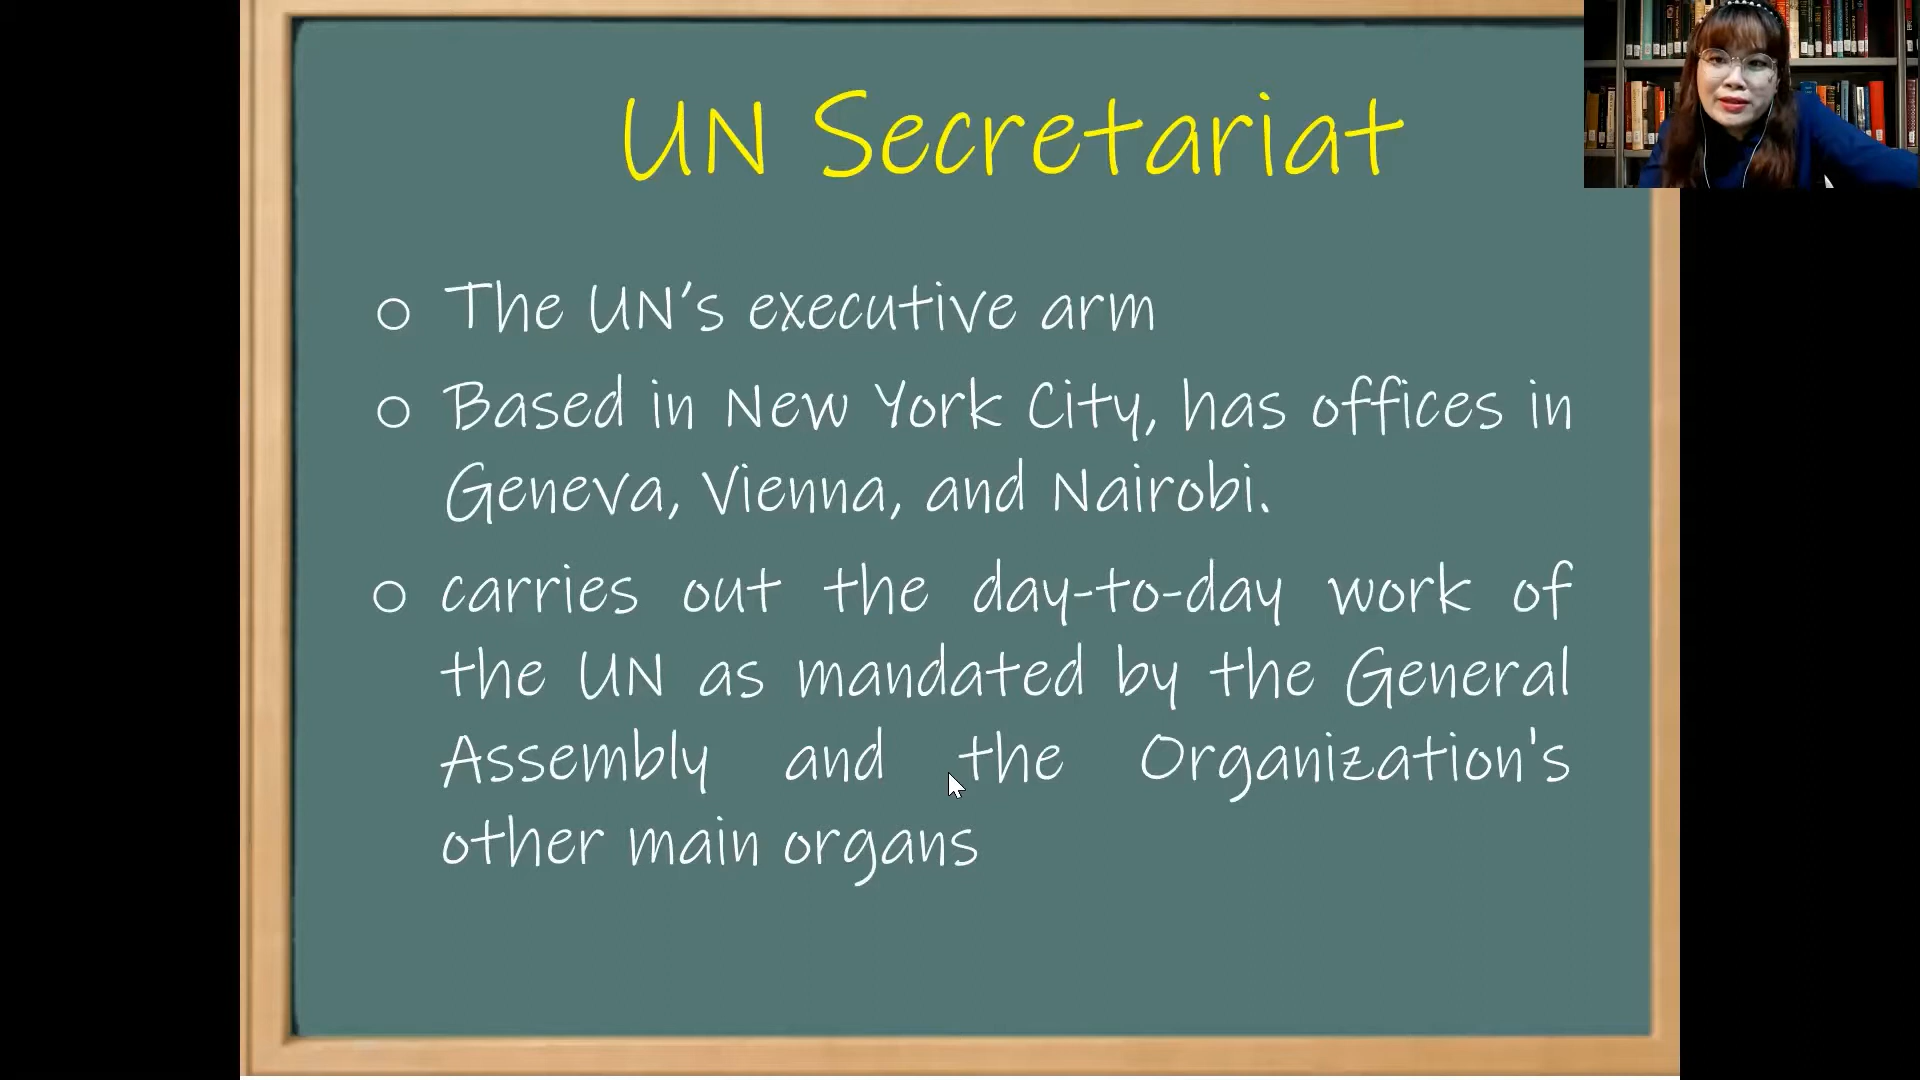 UN Secretariat
○ The UN’s executive arm
○ Based in New York City, has offices in
Geneva, Vienna, and Nairobi.
○ carries out the day-to-day work of
the UN as mandated by the General
Assembly and the Organization's
other main organs